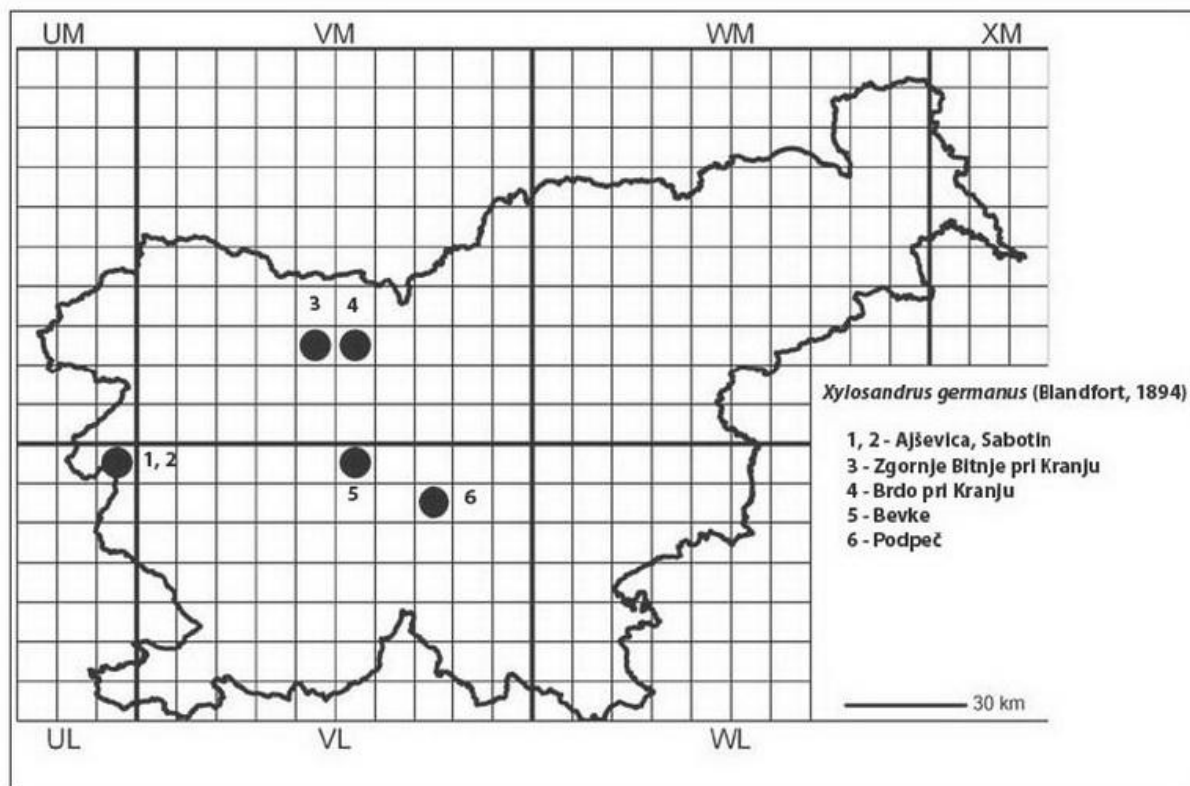 UM VM WM XM
3 4
Xylosandrus germanus (Blandfort, 1894)
1, 2 - Ajševica, Sabotin
3 - Zgornje Bitnje pri Kranju
4 - Brdo pri Kranju
5 - Bevke
6 - Podpeč
1, 2
5
6
30 km
UL VL WL